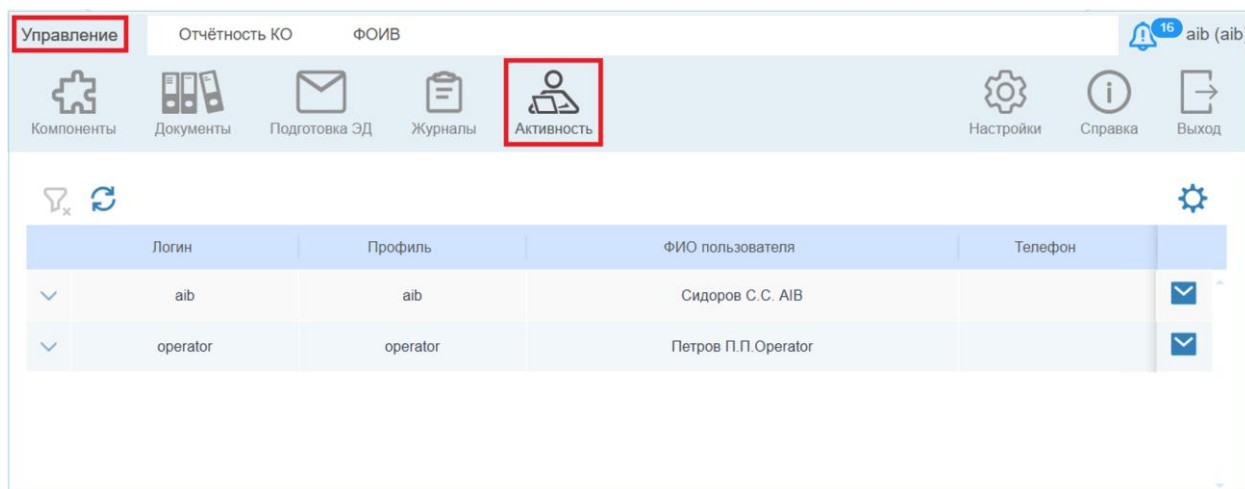 Управление Отчётность КО ФОИВ 16 aib (aib)
Компоненты Документы Подготовка ЭД Журналы Активность Настройки Справка Выход
Логин Профиль ФИО пользователя Телефон
aib aib Сидоров С.С. AIB
operator operator Петров П.П.Operator